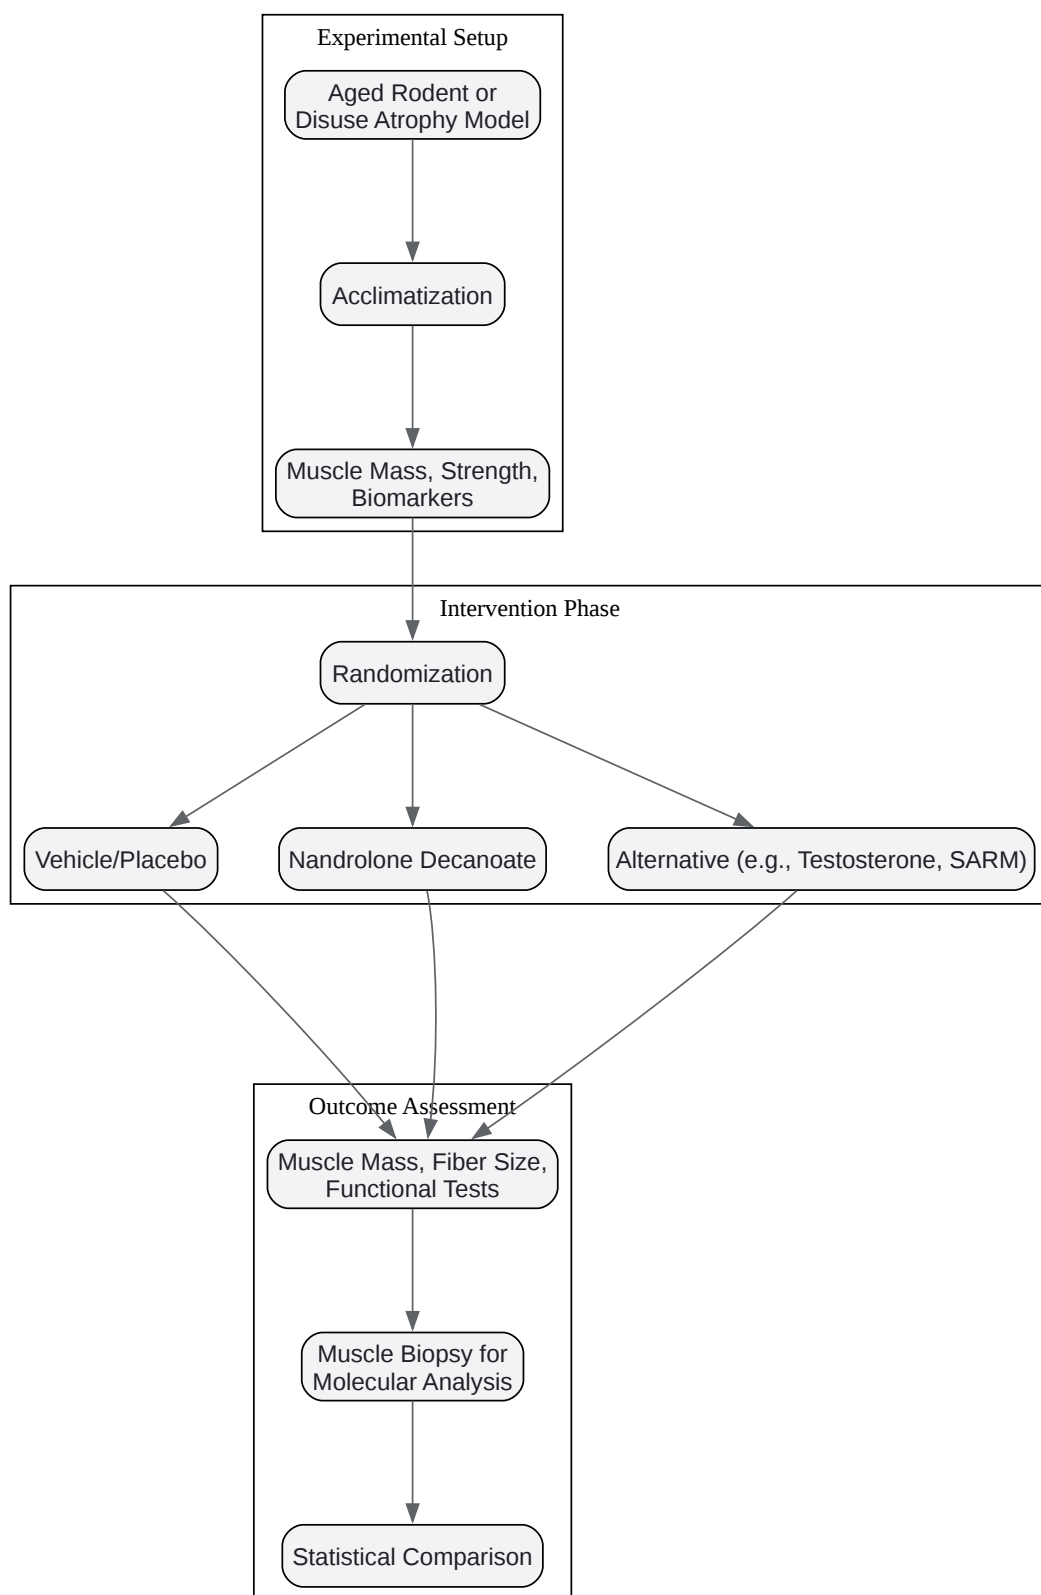 Experimental Setup
Aged Rodent or
Disuse Atrophy Model
Acclimatization
Muscle Mass, Strength,
Biomarkers
Intervention Phase
Randomization
Vehicle/Placebo
Nandrolone Decanoate
Alternative (e.g., Testosterone, SARM)
Outcome Assessment
Muscle Mass, Fiber Size,
Functional Tests
Muscle Biopsy for
Molecular Analysis
Statistical Comparison